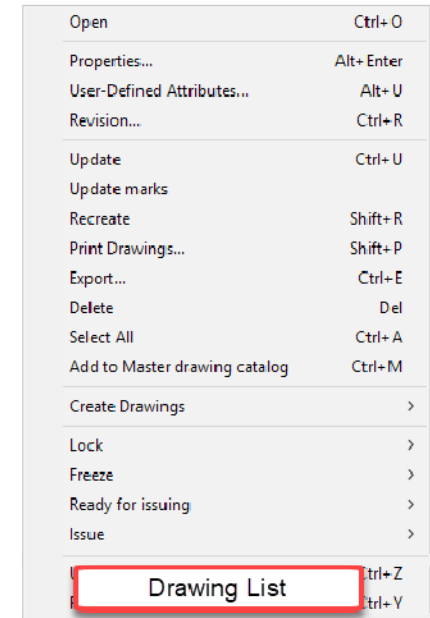 Open Ctrl+O
Properties... Alt+Enter
User-Defined Attributes... Alt+U
Revision... Ctrl+R
Update Ctrl+U
Update marks
Recreate Shift+R
Print Drawings... Shift+P
Export... Ctrl+E
Delete Del
Select All Ctrl+A
Add to Master drawing catalog Ctrl+M
Create Drawings >
Lock >
Freeze >
Ready for issuing >
Issue >
Ctrl+Z
Drawing List
Ctrl+Y